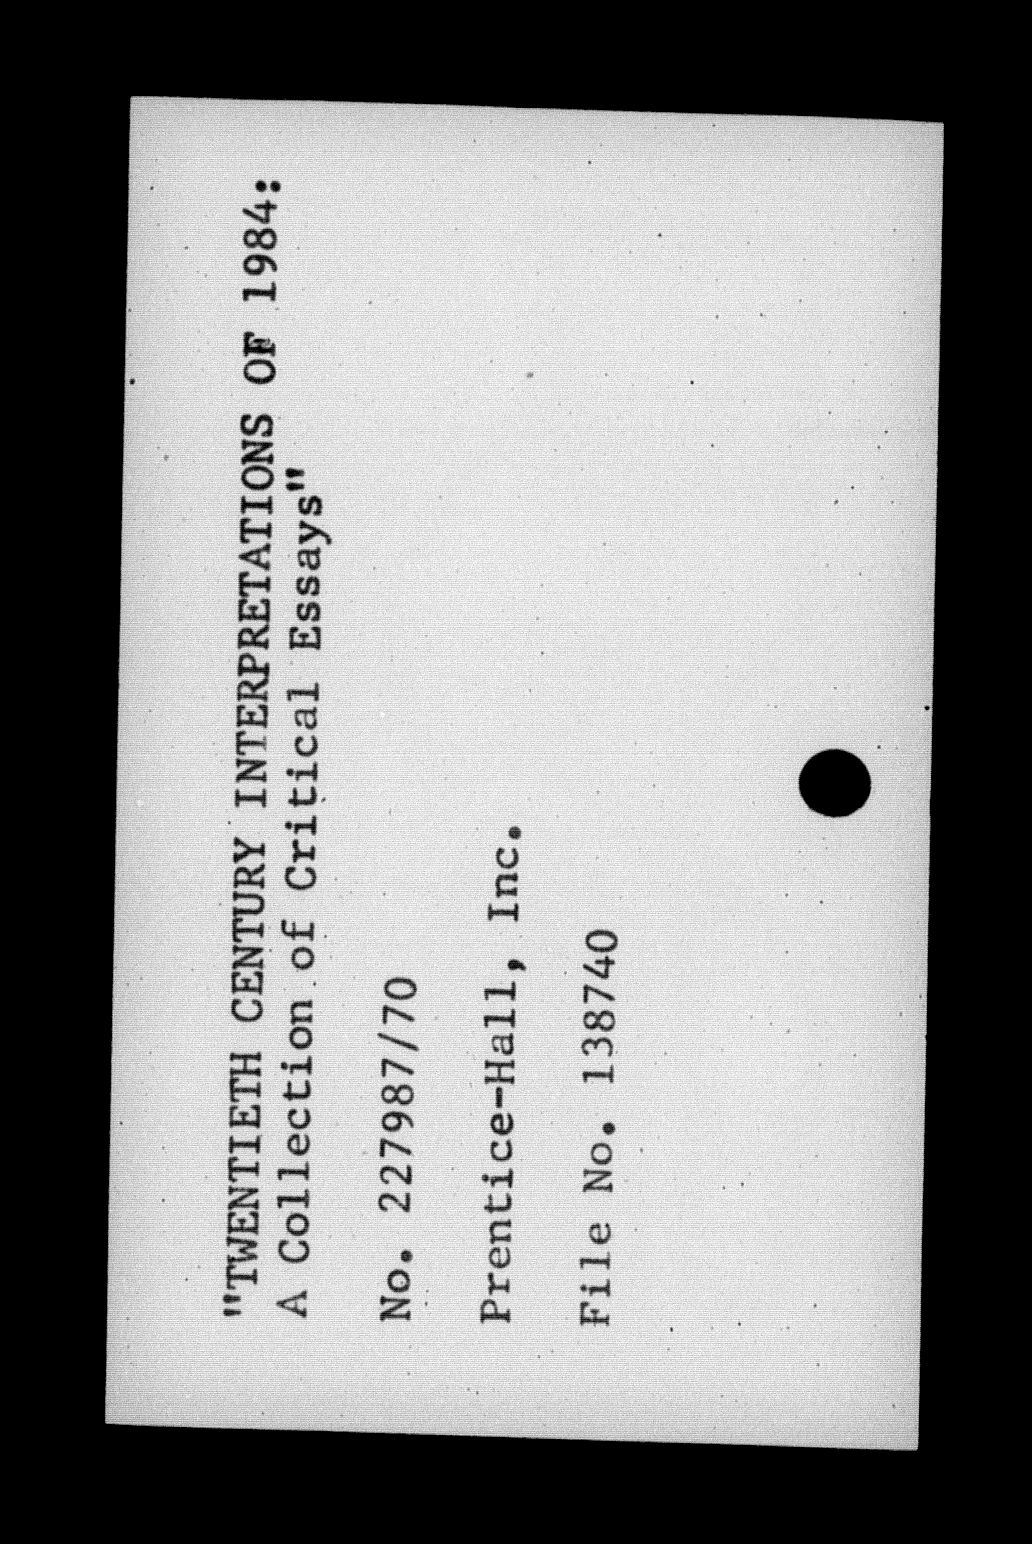 "TWENTIETH CENTURY INTERPRETATIONS OF 1984:
A Collection of Critical Essays"
No. 227987/70
Prentice-Hall, Inc.
File No. 138740